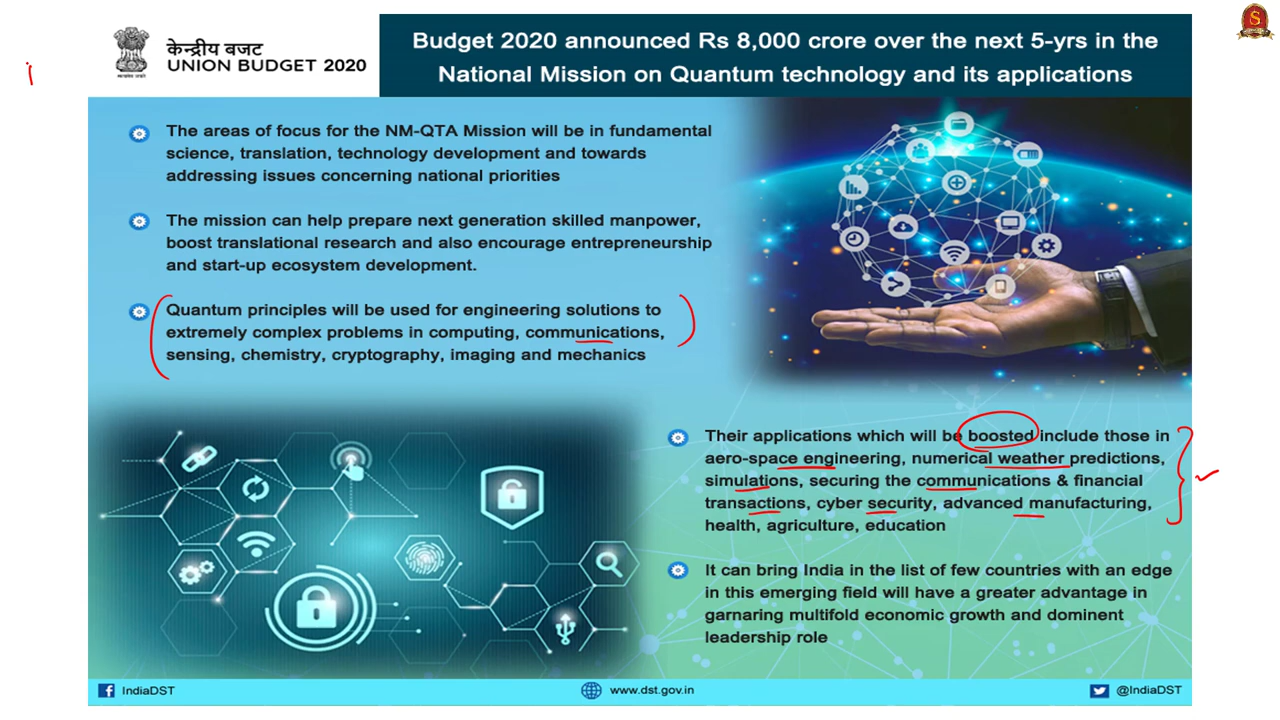 केन्द्रीय बजट
UNION BUDGET 2020
Budget 2020 announced Rs 8,000 crore over the next 5-yrs in the
National Mission on Quantum technology and its applications
The areas of focus for the NM-QTA Mission will be in fundamental
science, translation, technology development and towards
addressing issues concerning national priorities
The mission can help prepare next generation skilled manpower,
boost translational research and also encourage entrepreneurship
and start-up ecosystem development.
Quantum principles will be used for engineering solutions to
extremely complex problems in computing, communications,
sensing, chemistry, cryptography, imaging and mechanics
Their applications which will be boosted include those in
aero-space engineering, numerical weather predictions,
simulations, securing the communications & financial
transactions, cyber security, advanced manufacturing,
health, agriculture, education
It can bring India in the list of few countries with an edge
in this emerging field will have a greater advantage in
garnaring multifold economic growth and dominent
leadership role
IndiaDST
www.dst.gov.in
@IndiaDST